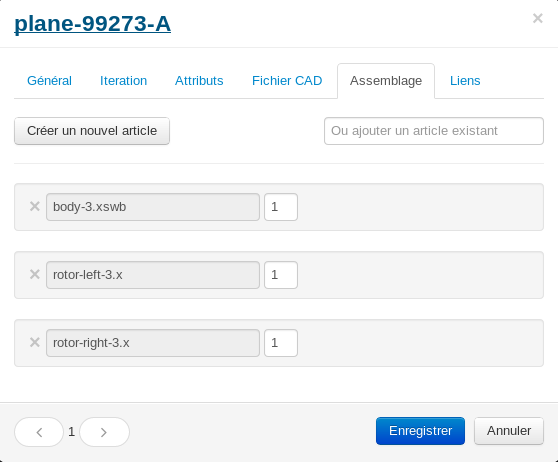 plane-99273-A
×
Général Iteration Attributs Fichier CAD Assemblage Liens
Créer un nouvel article Ou ajouter un article existant
× body-3.xswb 1
× rotor-left-3.x 1
× rotor-right-3.x 1
< 1 > Enregistrer Annuler